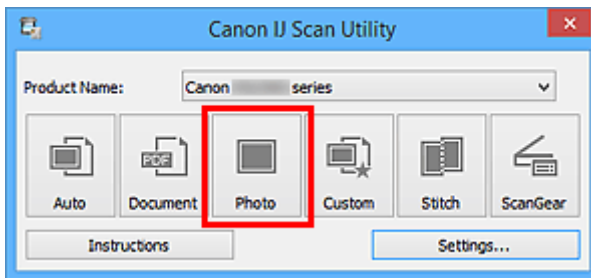 Canon IJ Scan Utility
Product Name: Canon series
PDF
Auto Document Photo Custom Stitch ScanGear
Instructions Settings...